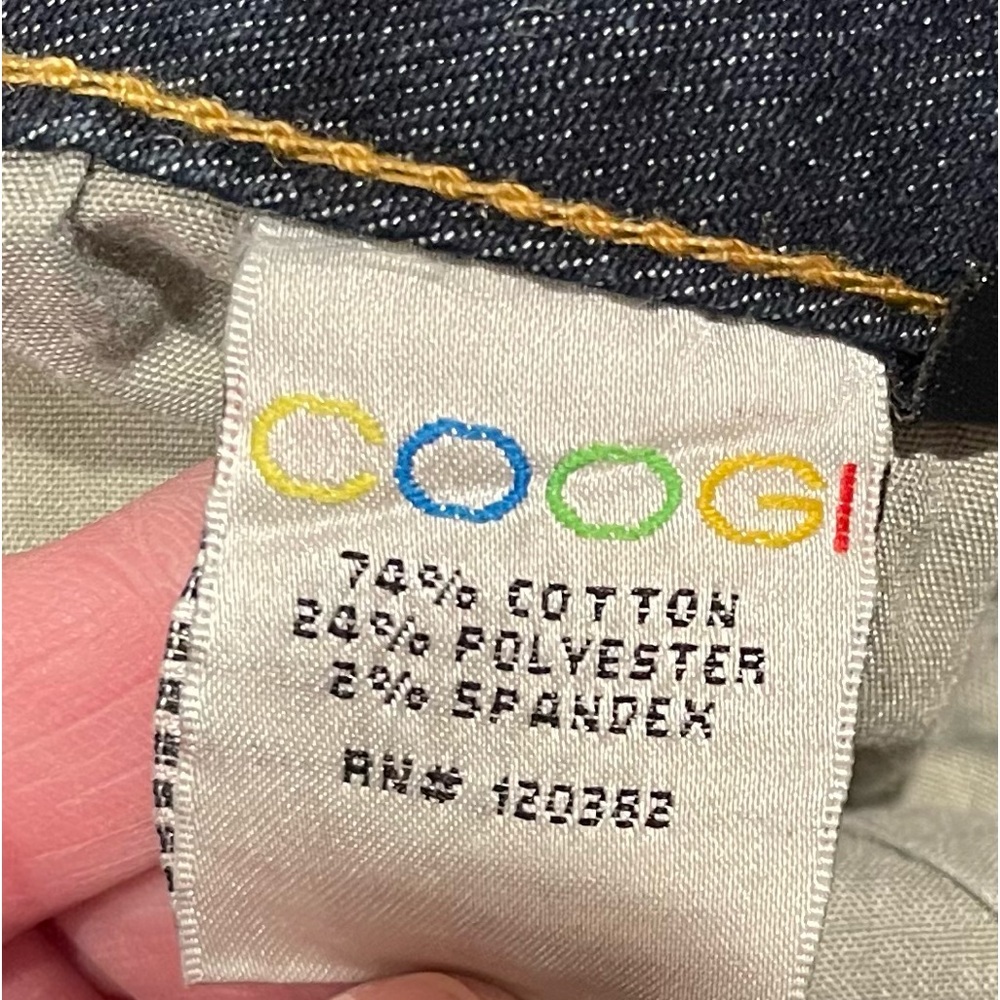 COOGI
74% COTTON
24% POLYESTER
2% SPANDEX
RN# 120382